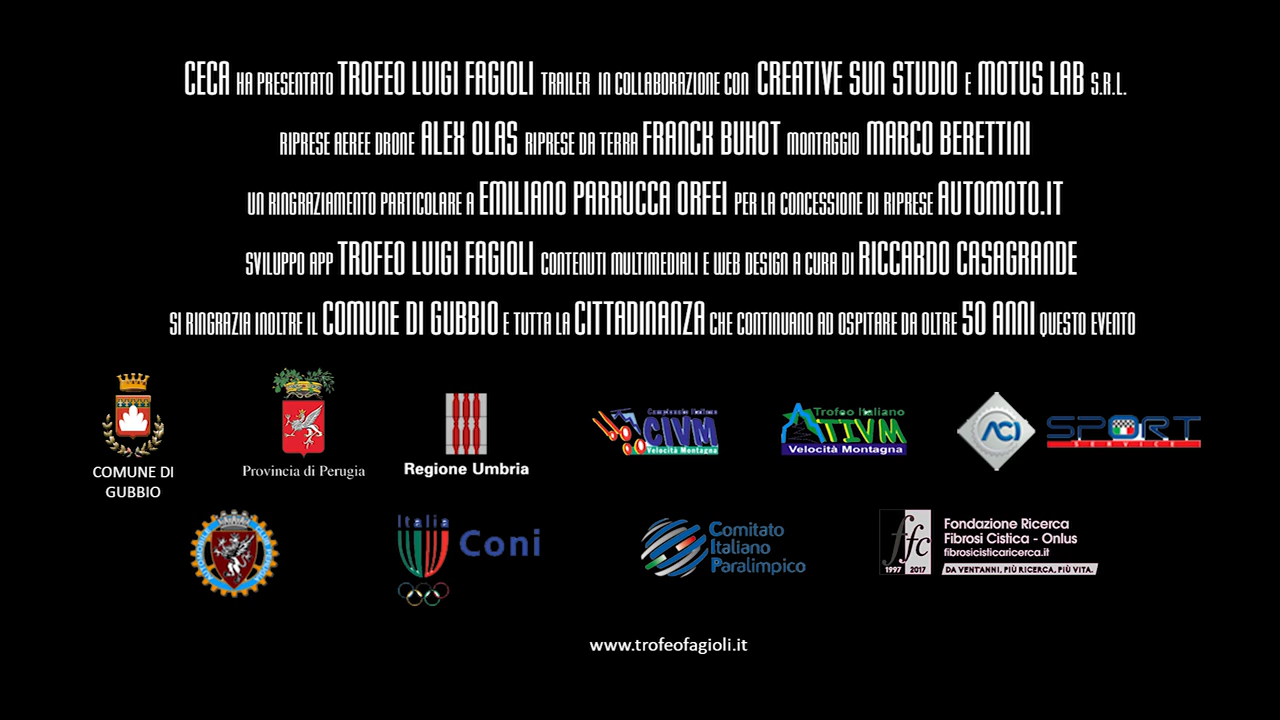 CECA HA PRESENTATO TROFEO LUIGI FAGIOLI TRAILER IN COLLABORAZIONE CON CREATIVE SUN STUDIO E MOTUS LAB S.R.L.
RIPRESE AEREE DRONE ALEX OLAS RIPRESE DA TERRA FRANCK BUHOT MONTAGGIO MARCO BERETTINI
UN RINGRAZIAMENTO PARTICOLARE A EMILIANO PARRUCCA ORFEI PER LA CONCESSIONE DI RIPRESE AUTOMOTO.IT
SVILUPPO APP TROFEO LUIGI FAGIOLI CONTENUTI MULTIMEDIALI E WEB DESIGN A CURA DI RICCARDO CASAGRANDE
SI RINGRAZIA INOLTRE IL COMUNE DI GUBBIO E TUTTA LA CITTADINANZA CHE CONTINUANO AD OSPITARE DA OLTRE 50 ANNI QUESTO EVENTO
COMUNE DI
GUBBIO
Provincia di Perugia
Regione Umbria
Campionato Italiano
CIVM
Velocità Montagna
Trofeo Italiano
TIVM
Velocità Montagna
ACI
SPORT
SERVICE
Italia
Coni
Comitato
Italiano
Paralimpico
ffc
1997 2017
Fondazione Ricerca
Fibrosi Cistica - Onlus
fibrosicisticaricerca.it
DA VENT'ANNI, PIÙ RICERCA, PIÙ VITA.
www.trofeofagioli.it